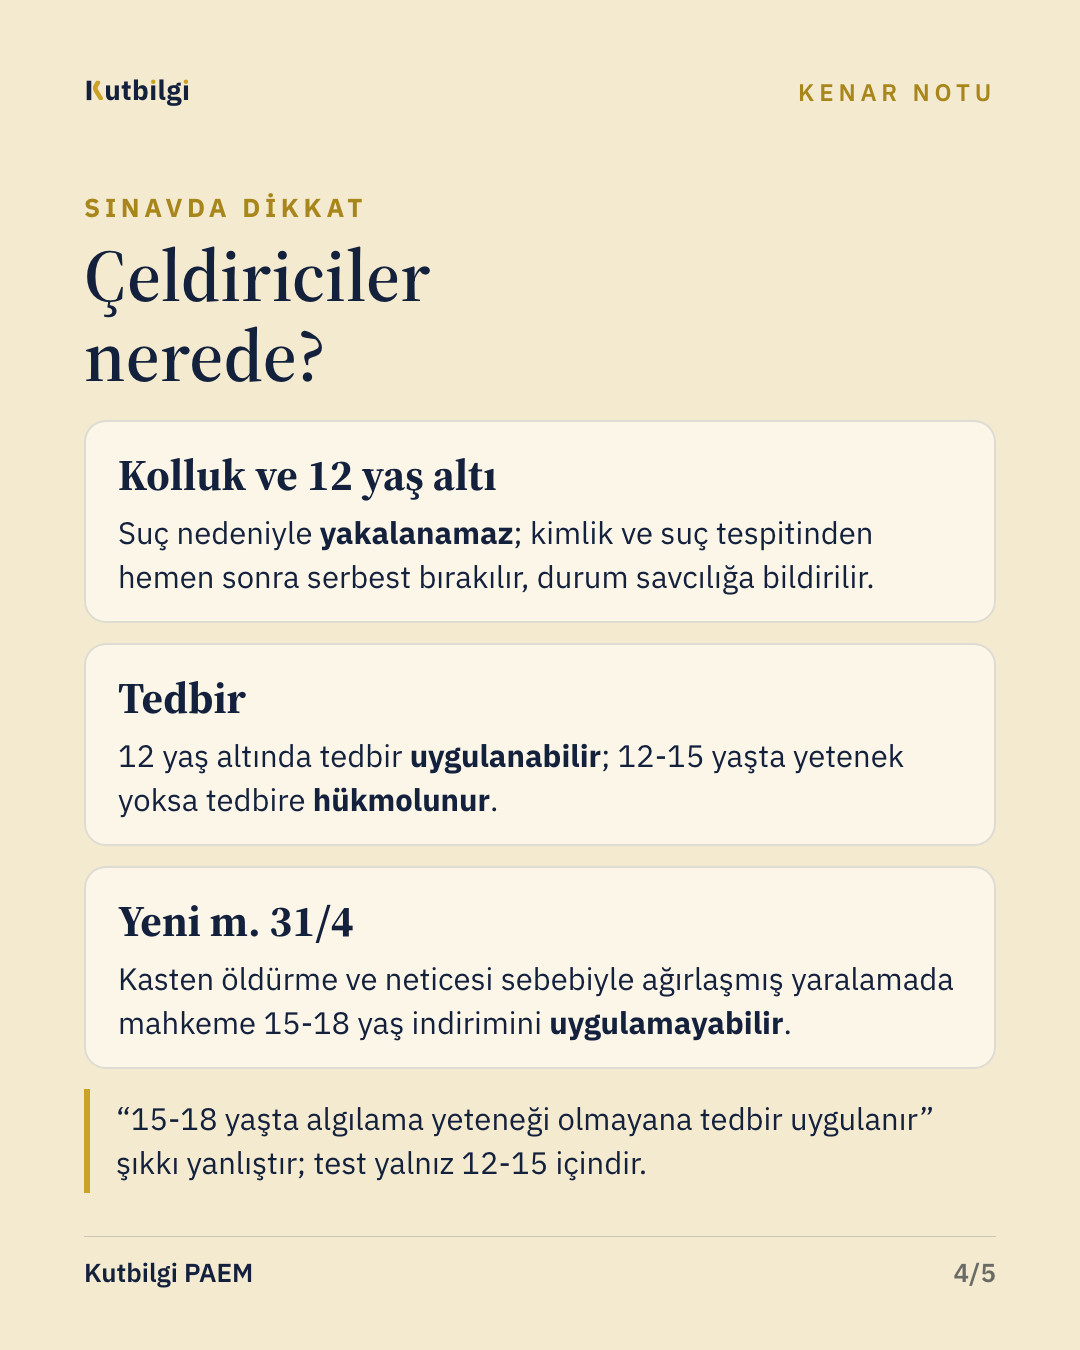 Kutbilgi
KENAR NOTU
SINAVDA DİKKAT
Çeldiriciler
nerede?
Kolluk ve 12 yaş altı
Suç nedeniyle yakalanamaz; kimlik ve suç tespitinden
hemen sonra serbest bırakılır, durum savcılığa bildirilir.
Tedbir
12 yaş altında tedbir uygulanabilir; 12-15 yaşta yetenek
yoksa tedbire hükmolunur.
Yeni m. 31/4
Kasten öldürme ve neticesi sebebiyle ağırlaşmış yaralamada
mahkeme 15-18 yaş indirimini uygulamayabilir.
“15-18 yaşta algılama yeteneği olmayana tedbir uygulanır”
şıkkı yanlıştır; test yalnız 12-15 içindir.
Kutbilgi PAEM
4/5